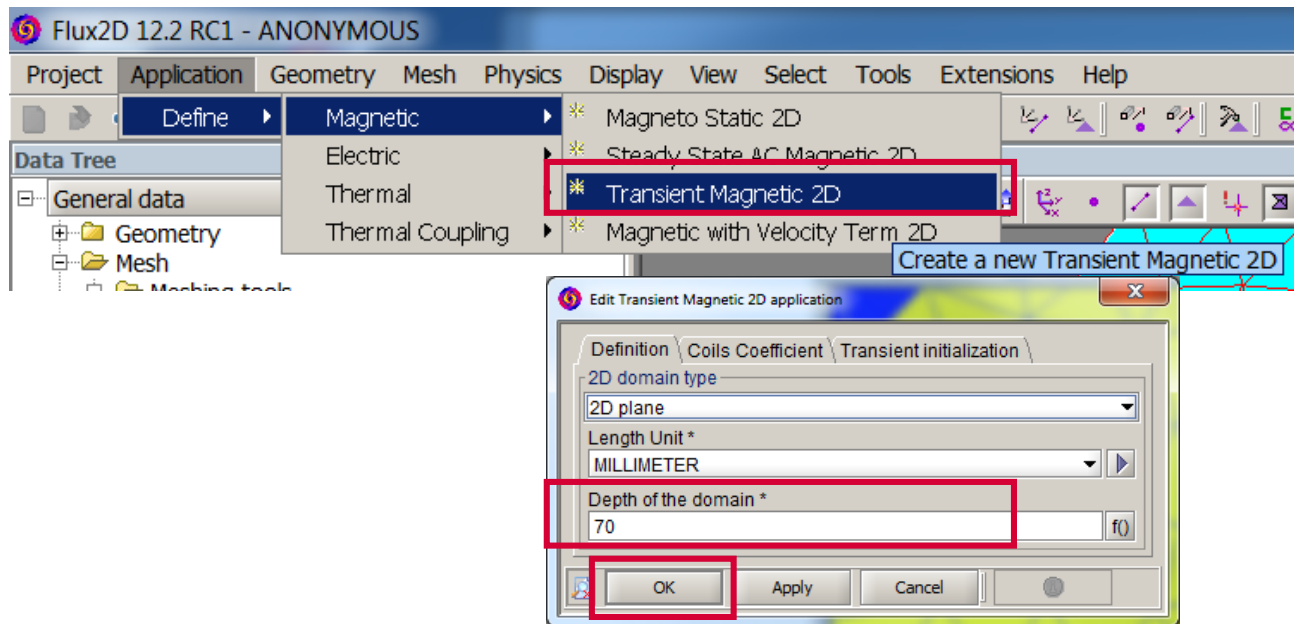 Flux2D 12.2 RC1 - ANONYMOUS
Project Application Geometry Mesh Physics Display View Select Tools Extensions Help
Define Magnetic Magneto Static 2D
Data Tree Electric Steady State AC Magnetic 2D
General data Thermal Transient Magnetic 2D
Geometry Thermal Coupling Magnetic with Velocity Term 2D
Mesh Create a new Transient Magnetic 2D
Meshing tools
Edit Transient Magnetic 2D application
Definition Coils Coefficient Transient initialization
2D domain type
2D plane
Length Unit *
MILLIMETER
Depth of the domain *
70 f()
OK Apply Cancel